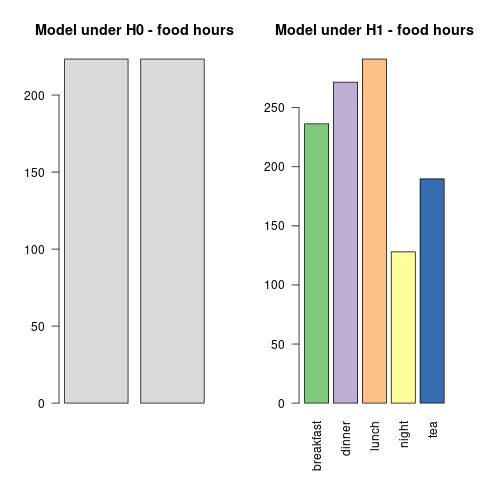 Model under H0 - food hours
200
150
100
50
0
Model under H1 - food hours
250
200
150
100
50
0
breakfast
dinner
lunch
night
tea